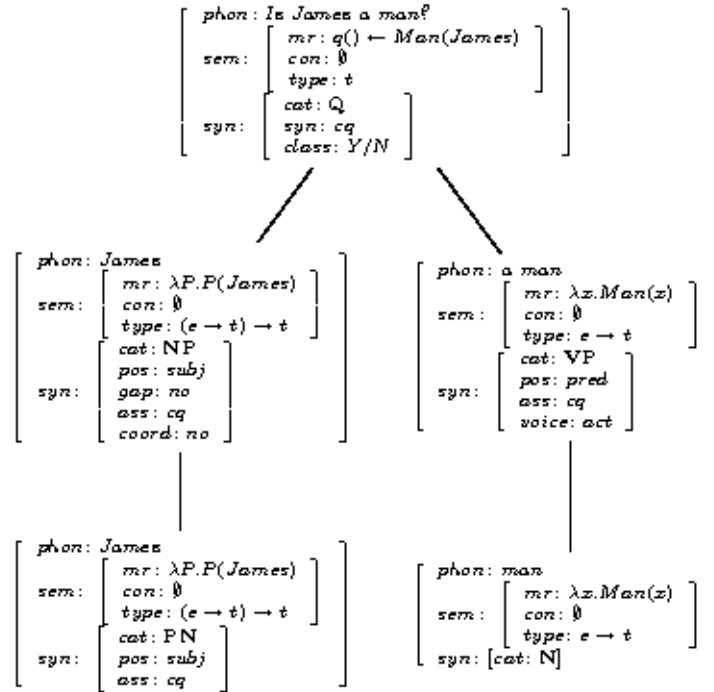 phon: Is James a man?
mr: q() ← Man(James)
sem: con: ∅
type: t
cat: Q
syn: syn: cq
class: Y/N
phon: James
mr: λP.P(James)
sem: con: ∅
type: (e → t) → t
cat: NP
pos: subj
syn: gap: no
ass: cq
coord: no
phon: a man
mr: λx.Man(x)
sem: con: ∅
type: e → t
cat: VP
pos: pred
syn: ass: cq
voice: act
phon: James
mr: λP.P(James)
sem: con: ∅
type: (e → t) → t
cat: PN
syn: pos: subj
ass: cq
phon: man
mr: λx.Man(x)
sem: con: ∅
type: e → t
syn: [cat: N]